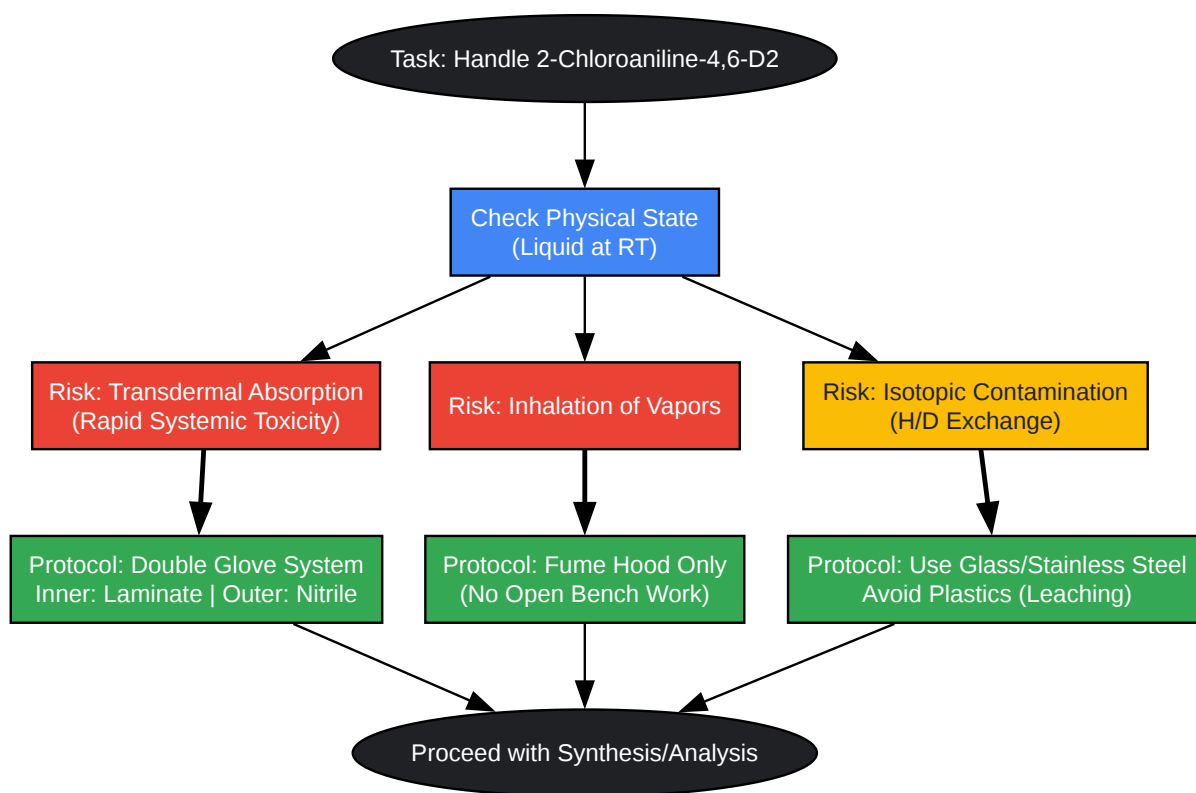 Task: Handle 2-Chloroaniline-4,6-D2
Check Physical State
(Liquid at RT)
Risk: Transdermal Absorption
(Rapid Systemic Toxicity)
Risk: Inhalation of Vapors
Risk: Isotopic Contamination
(H/D Exchange)
Protocol: Double Glove System
Inner: Laminate | Outer: Nitrile
Protocol: Fume Hood Only
(No Open Bench Work)
Protocol: Use Glass/Stainless Steel
Avoid Plastics (Leaching)
Proceed with Synthesis/Analysis